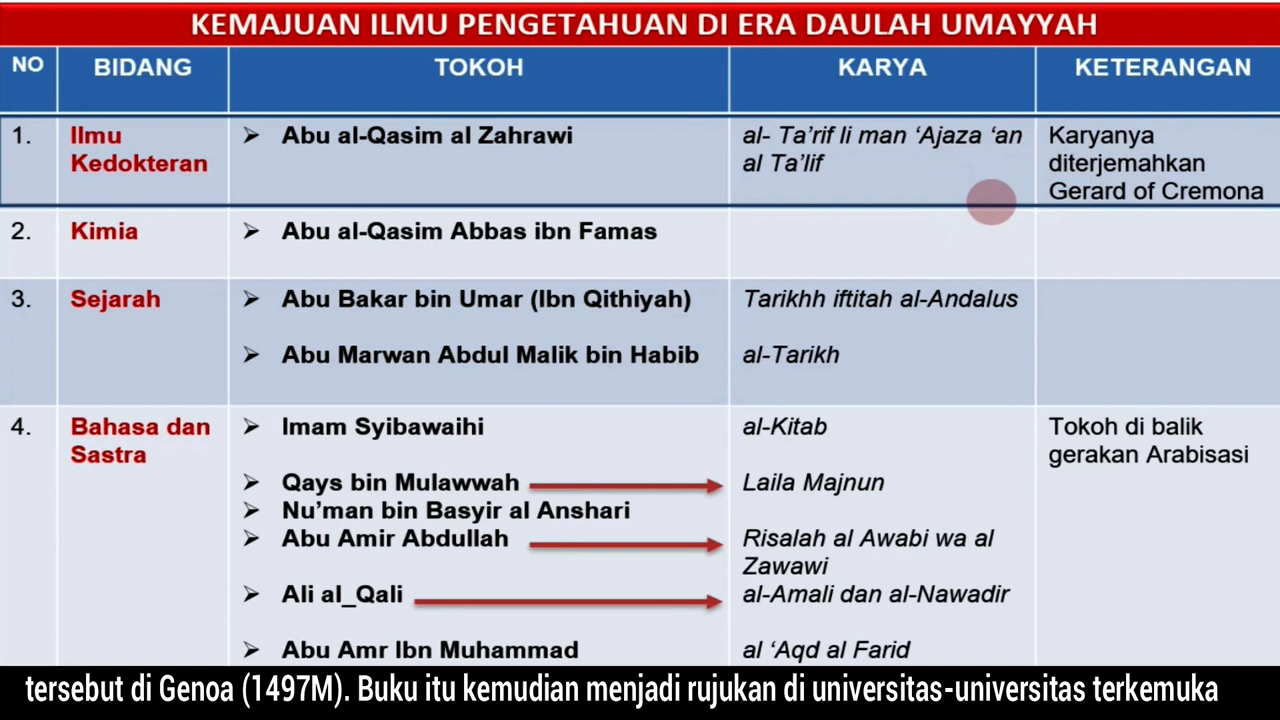 KEMAJUAN ILMU PENGETAHUAN DI ERA DAULAH UMAYYAH
NO BIDANG TOKOH KARYA KETERANGAN
1. Ilmu Kedokteran ➢ Abu al-Qasim al Zahrawi al- Ta’rif li man ‘Ajaza ‘an al Ta’lif Karyanya diterjemahkan Gerard of Cremona
2. Kimia ➢ Abu al-Qasim Abbas ibn Famas
3. Sejarah ➢ Abu Bakar bin Umar (Ibn Qithiyah) Tarikhh iftitah al-Andalus
➢ Abu Marwan Abdul Malik bin Habib al-Tarikh
4. Bahasa dan Sastra ➢ Imam Syibawaihi al-Kitab Tokoh di balik gerakan Arabisasi
➢ Qays bin Mulawwah Laila Majnun
➢ Nu’man bin Basyir al Anshari
➢ Abu Amir Abdullah Risalah al Awabi wa al Zawawi
➢ Ali al_Qali al-Amali dan al-Nawadir
➢ Abu Amr Ibn Muhammad al ‘Aqd al Farid
tersebut di Genoa (1497M). Buku itu kemudian menjadi rujukan di universitas-universitas terkemuka